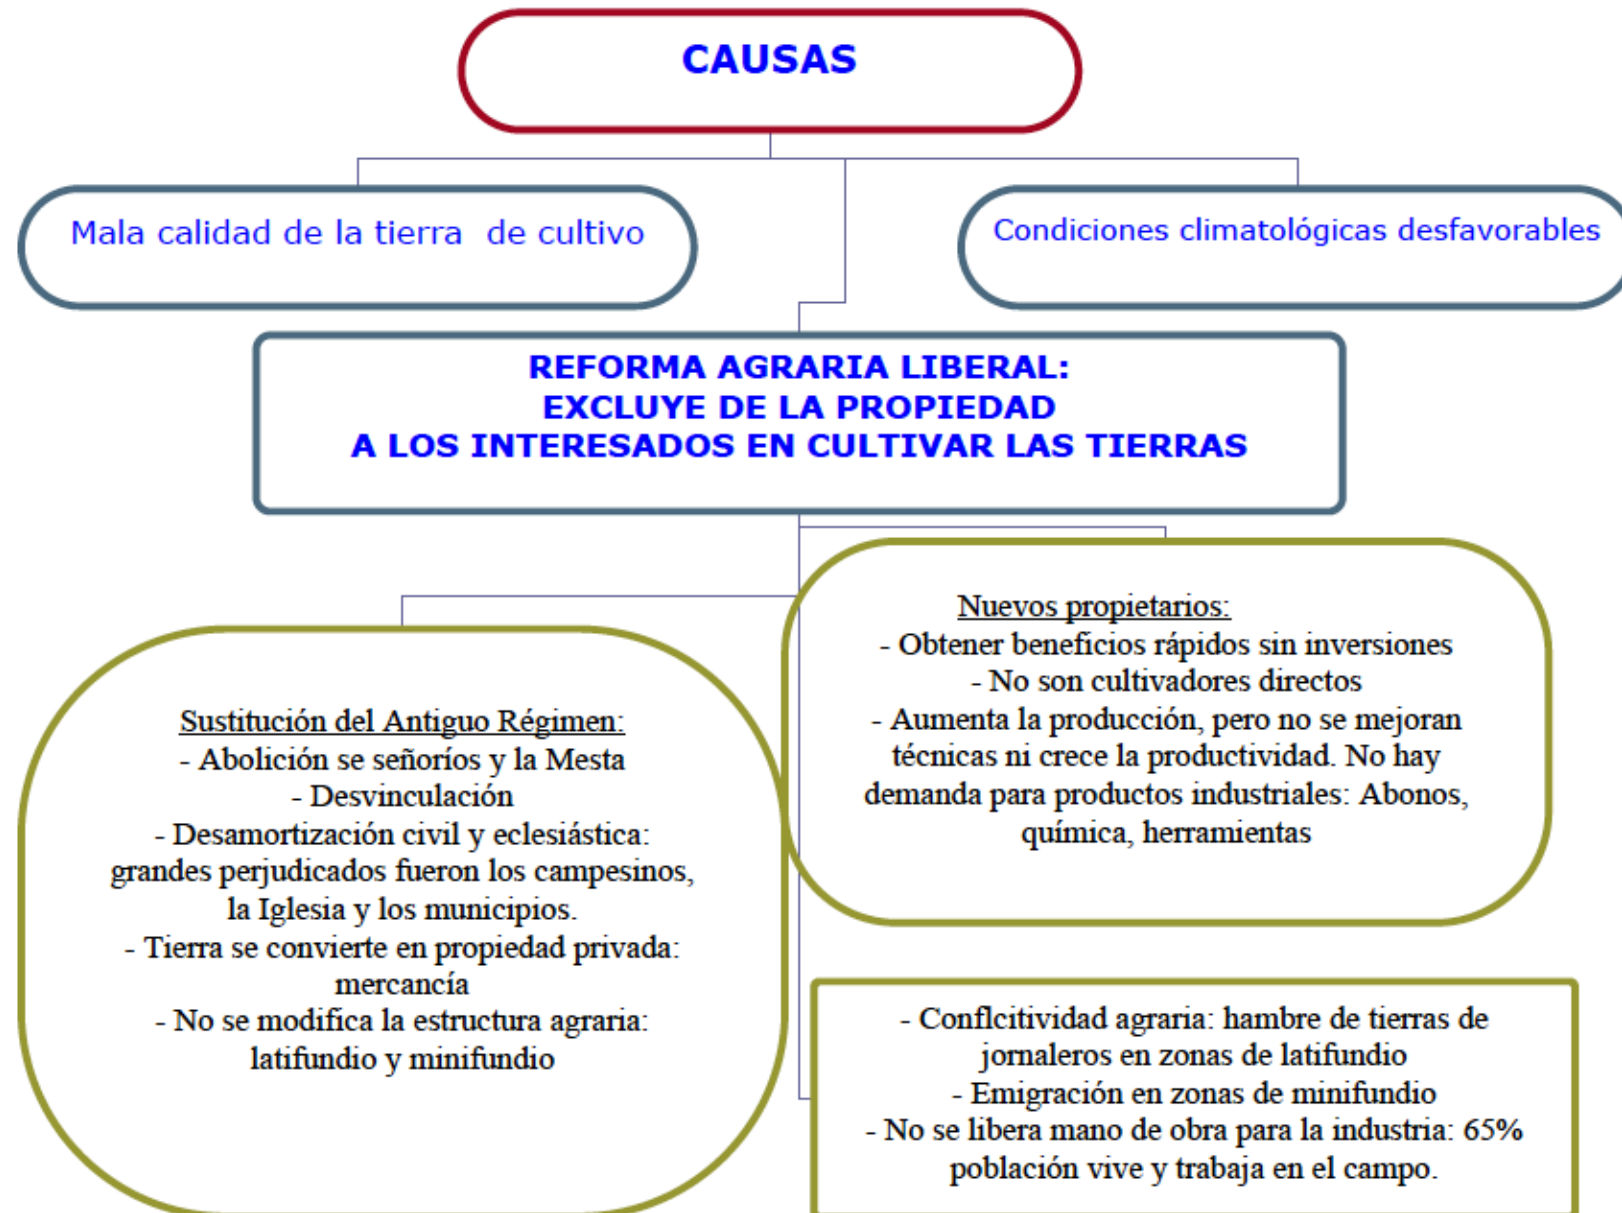 CAUSAS
Mala calidad de la tierra de cultivo
Condiciones climatológicas desfavorables
REFORMA AGRARIA LIBERAL:
EXCLUYE DE LA PROPIEDAD
A LOS INTERESADOS EN CULTIVAR LAS TIERRAS
Sustitución del Antiguo Régimen:
- Abolición se señoríos y la Mesta
- Desvinculación
- Desamortización civil y eclesiástica:
grandes perjudicados fueron los campesinos,
la Iglesia y los municipios.
- Tierra se convierte en propiedad privada:
mercancía
- No se modifica la estructura agraria:
latifundio y minifundio
Nuevos propietarios:
- Obtener beneficios rápidos sin inversiones
- No son cultivadores directos
- Aumenta la producción, pero no se mejoran
técnicas ni crece la productividad. No hay
demanda para productos industriales: Abonos,
química, herramientas
- Conflcitividad agraria: hambre de tierras de
jornaleros en zonas de latifundio
- Emigración en zonas de minifundio
- No se libera mano de obra para la industria: 65%
población vive y trabaja en el campo.